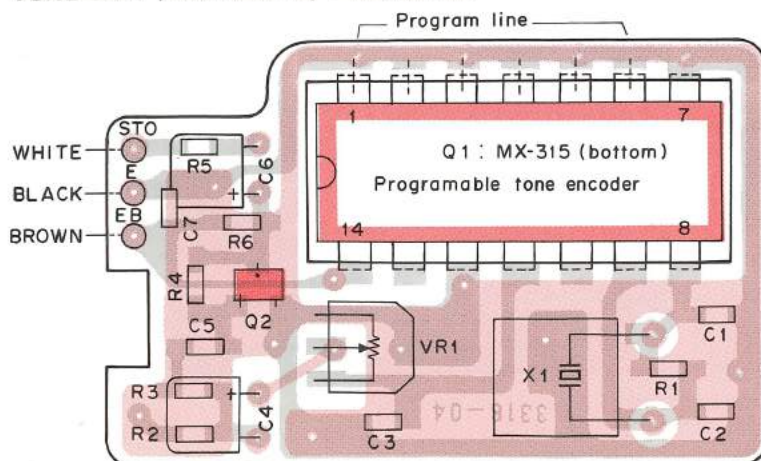 Program line
1
7
STO
WHITE
R5
C6
Q1: MX-315 (bottom)
E
Programable tone encoder
BLACK
+
EB
C7
BROWN
R6
14
8
R4
Q2
C1
C5
VR1
X1
R1
R3
+
C4
3318-04
R2
C3
C2